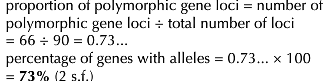 proportion of polymorphic gene loci = number of
polymorphic gene loci ÷ total number of loci
= 66 ÷ 90 = 0.73...
percentage of genes with alleles = 0.73... × 100
= 73% (2 s.f.)